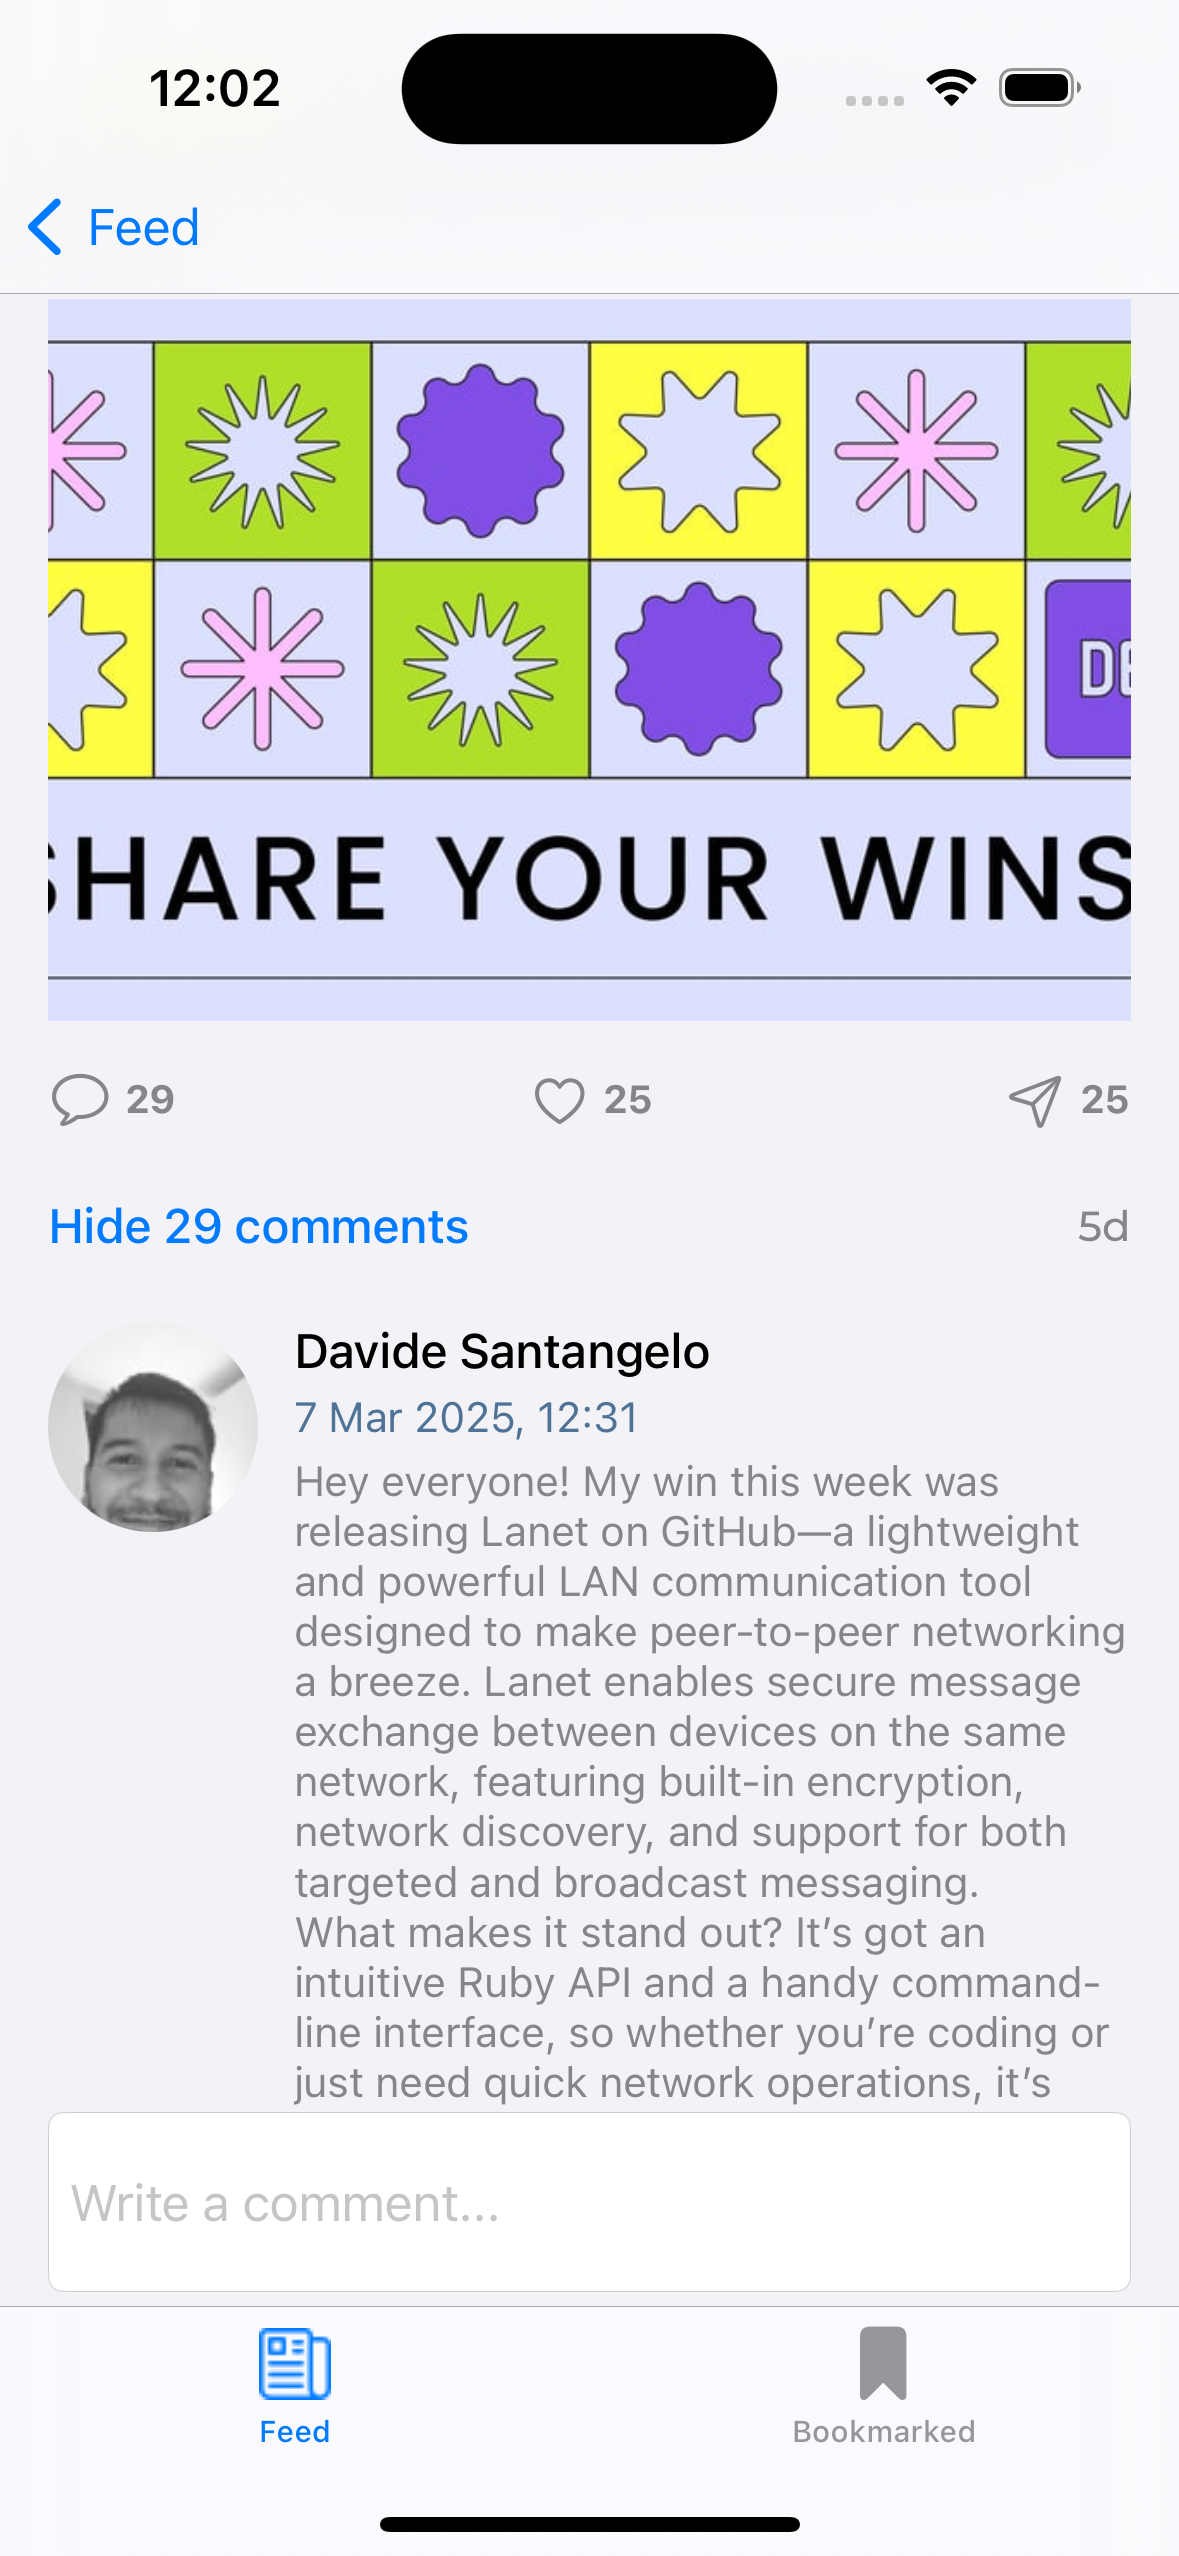 12:02
Feed
DE
SHARE YOUR WINS
29
25
25
Hide 29 comments
5d
Davide Santangelo
7 Mar 2025, 12:31
Hey everyone! My win this week was
releasing Lanet on GitHub—a lightweight
and powerful LAN communication tool
designed to make peer-to-peer networking
a breeze. Lanet enables secure message
exchange between devices on the same
network, featuring built-in encryption,
network discovery, and support for both
targeted and broadcast messaging.
What makes it stand out? It’s got an
intuitive Ruby API and a handy command-
line interface, so whether you’re coding or
just need quick network operations, it’s
Write a comment...
Feed
Bookmarked